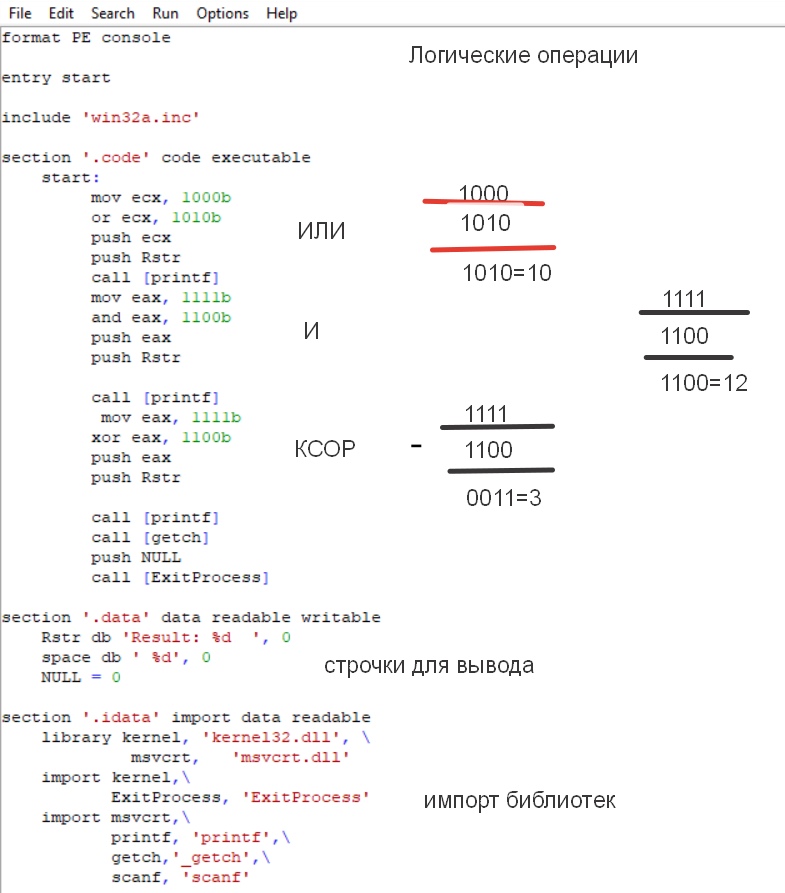 File Edit Search Run Options Help
format PE console
Логические операции
entry start
include 'win32a.inc'
section '.code' code executable
start:
mov ecx, 1000b
1000
or ecx, 1010b
ИЛИ
1010
push ecx
push Rstr
call [printf]
1010=10
mov eax, 1111b
1111
and eax, 1100b
И
1100
push eax
push Rstr
1100=12
call [printf]
mov eax, 1111b
1111
xor eax, 1100b
КСОР - 1100
push eax
push Rstr
0011=3
call [printf]
call [getch]
push NULL
call [ExitProcess]
section '.data' data readable writable
Rstr db 'Result: %d  ', 0
space db ' %d', 0
строчки для вывода
NULL = 0
section '.idata' import data readable
library kernel, 'kernel32.dll', \
msvcrt,   'msvcrt.dll'
import kernel,\
ExitProcess, 'ExitProcess'
импорт библиотек
import msvcrt,\
printf, 'printf',\
getch,'_getch',\
scanf, 'scanf'